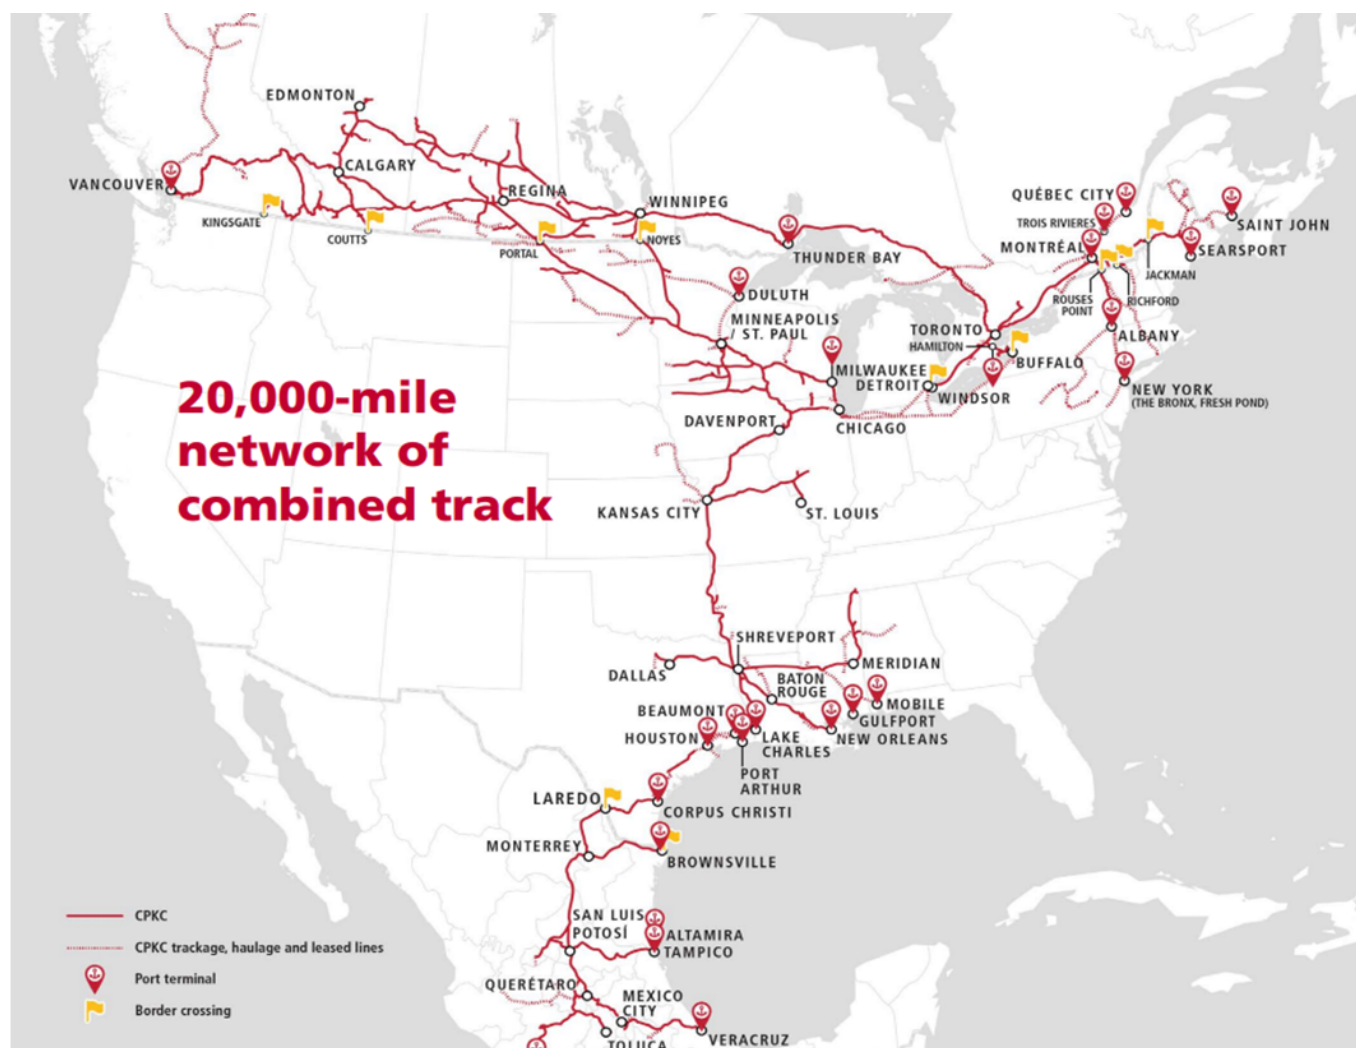 EDMONTON
CALGARY
VANCOUVER
REGINA
WINNIPEG
QUÉBEC CITY
KINGSGATE
COUTTS
PORTAL
NOYES
THUNDER BAY
TROIS RIVIERES
MONTRÉAL
SAINT JOHN
SEARSPORT
JACKMAN
ROUSES
POINT
RICHFORD
DULUTH
MINNEAPOLIS
/ ST. PAUL
TORONTO
HAMILTON
ALBANY
BUFFALO
MILWAUKEE
DETROIT
WINDSOR
NEW YORK
(THE BRONX, FRESH POND)
20,000-mile
network of
combined track
DAVENPORT
CHICAGO
KANSAS CITY
ST. LOUIS
SHREVEPORT
DALLAS
MERIDIAN
BATON
ROUGE
BEAUMONT
MOBILE
GULFPORT
HOUSTON
LAKE
CHARLES
NEW ORLEANS
PORT
ARTHUR
LAREDO
CORPUS CHRISTI
MONTERREY
BROWNSVILLE
SAN LUIS
POTOSÍ
ALTAMIRA
TAMPICO
QUERÉTARO
MEXICO
CITY
VERACRUZ
TOLUCA
CPKC
CPKC trackage, haulage and leased lines
Port terminal
Border crossing